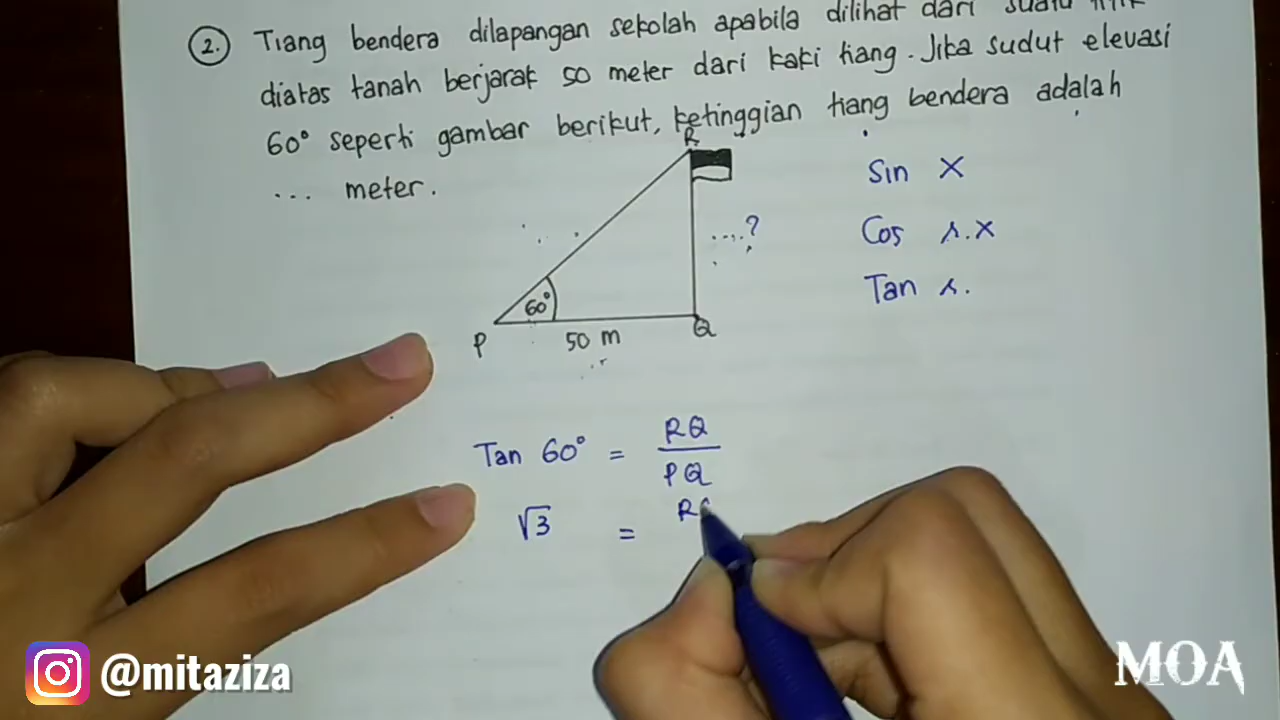 2. Tiang bendera dilapangan sekolah apabila dilihat dari suatu titik
diatas tanah berjarak 50 meter dari kaki tiang. Jika sudut elevasi
60° seperti gambar berikut, ketinggian tiang bendera adalah
... meter.
R
Sin X
....?
Cos
Tan
60°
P
50 m
Q
Tan 60° = RQ
PQ
√3 =
@mitaziza
MOA